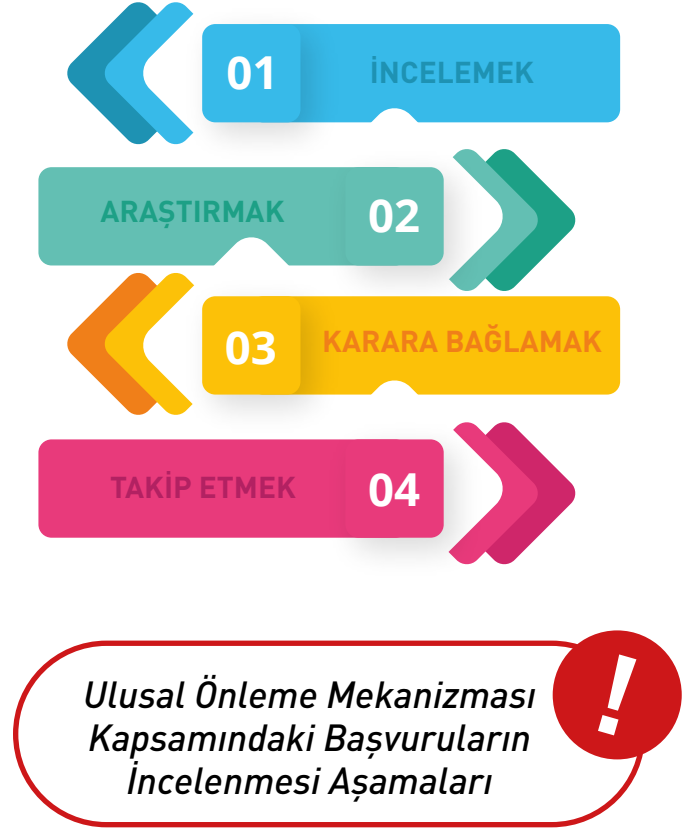 01 İNCELEMEK
ARAŞTIRMAK 02
03 KARARA BAĞLAMAK
TAKİP ETMEK 04
Ulusal Önleme Mekanizması
Kapsamındaki Başvuruların
İncelenmesi Aşamaları
!